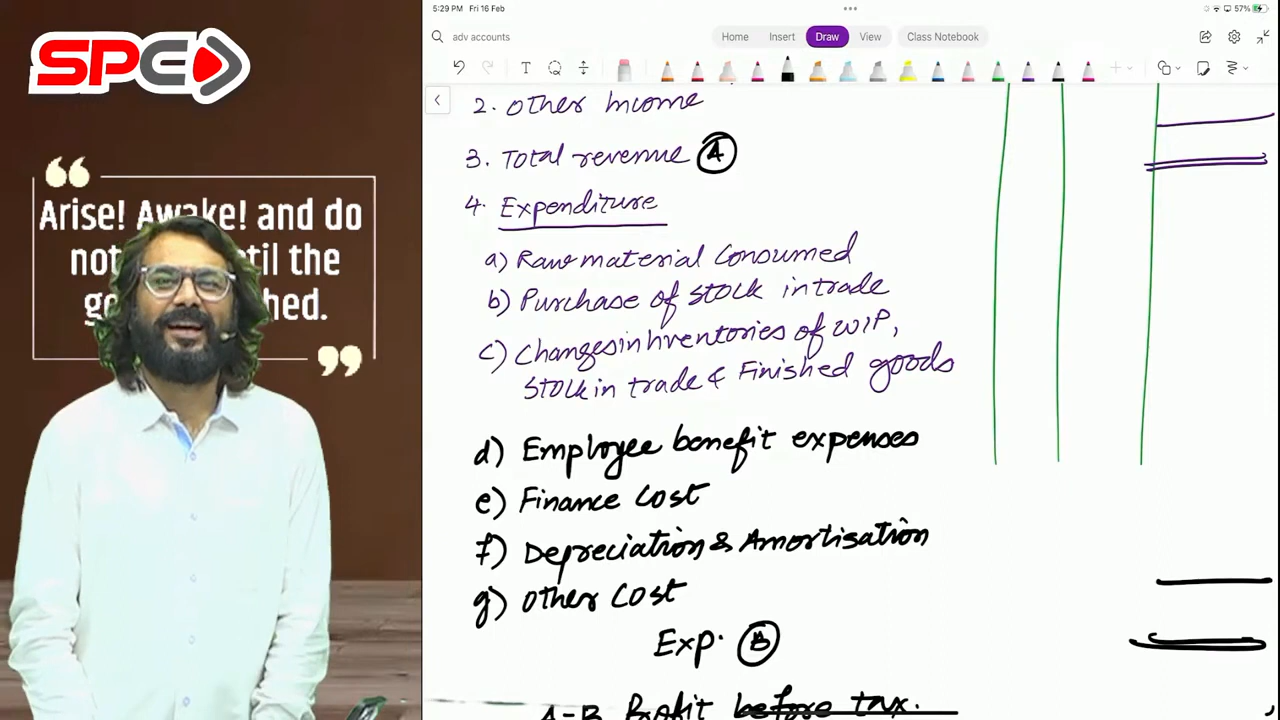 5:29 PM Fri 16 Feb
57%
adv accounts
Home Insert Draw View Class Notebook
SPE
Arise! Awake! and do
not til the
go hed.
2. Other Income
3. Total revenue A
4. Expenditure
a) Raw material Consumed
b) Purchase of stock in trade
c) Changes in Inventories of WIP,
Stock in trade & Finished goods
d) Employee benefit expenses
e) Finance Cost
f) Depreciation & Amortisation
g) Other Cost
Exp. B
A-B Profit before tax.